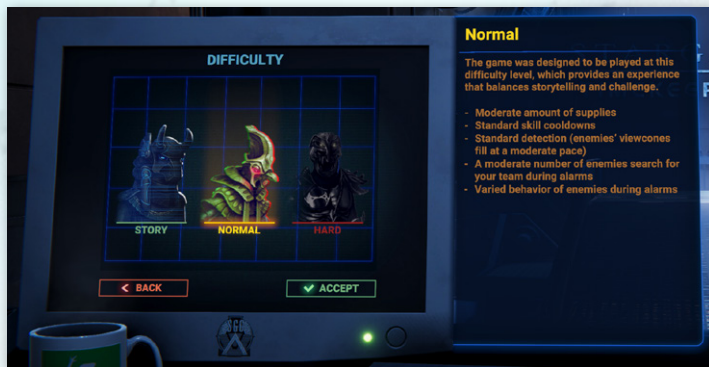 DIFFICULTY
STORY
NORMAL
HARD
BACK
ACCEPT
SGC
Normal
The game was designed to be played at this
difficulty level, which provides an experience
that balances storytelling and challenge.
- Moderate amount of supplies
- Standard skill cooldowns
- Standard detection (enemies' viewcones
fill at a moderate pace)
- A moderate number of enemies search for
your team during alarms
- Varied behavior of enemies during alarms